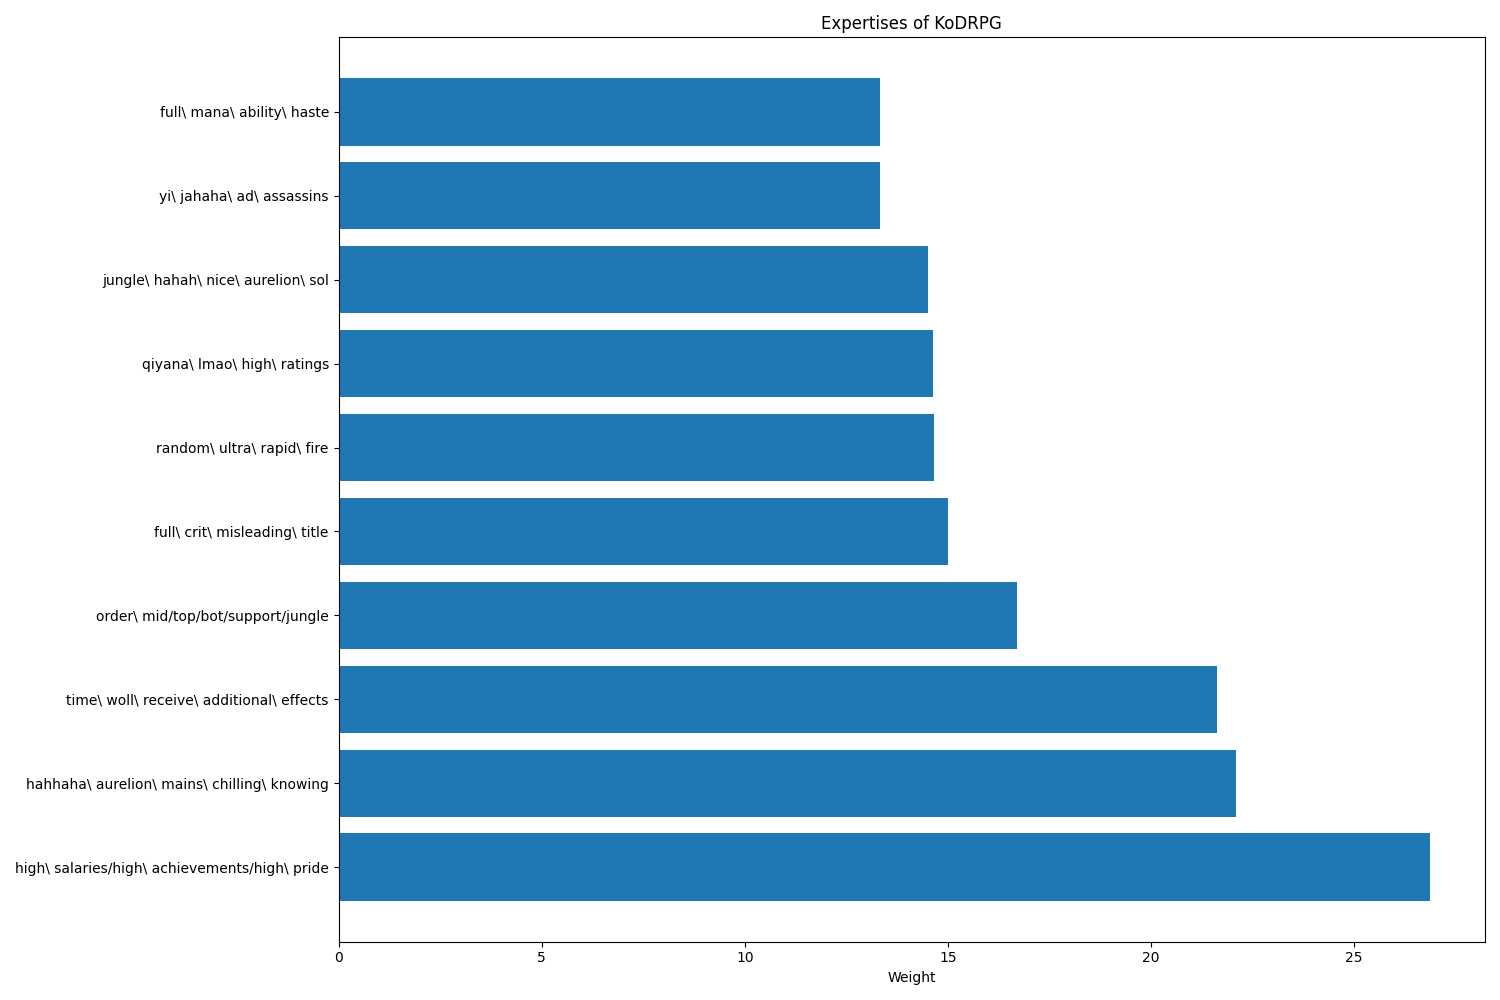 Expertises of KoDRPG
full\ mana\ ability\ haste
yi\ jahaha\ ad\ assassins
jungle\ hahah\ nice\ aurelion\ sol
qiyana\ lmao\ high\ ratings
random\ ultra\ rapid\ fire
full\ crit\ misleading\ title
order\ mid/top/bot/support/jungle
time\ woll\ receive\ additional\ effects
hahhaha\ aurelion\ mains\ chilling\ knowing
high\ salaries/high\ achievements/high\ pride
0 5 10 15 20 25
Weight